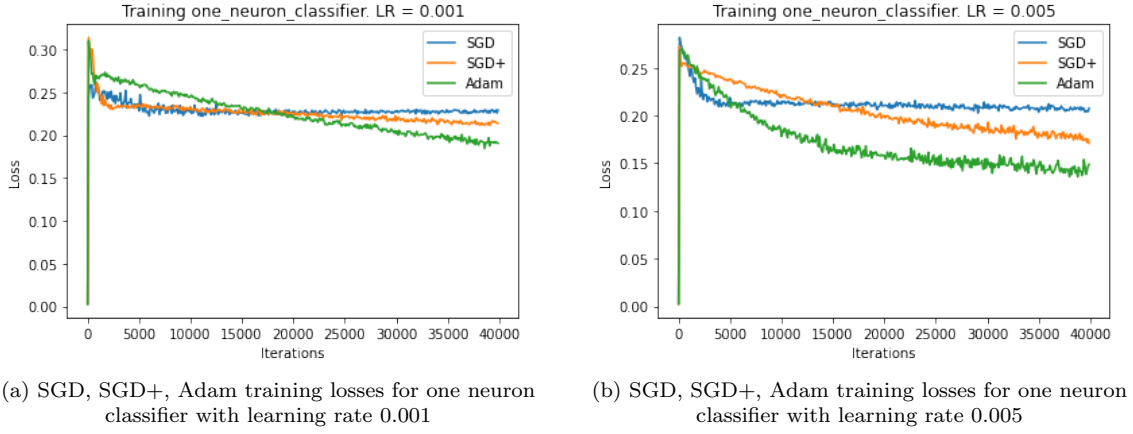 Training one_neuron_classifier. LR = 0.001
SGD
SGD+
Adam
0.30
0.25
0.20
0.15
0.10
0.05
0.00
Loss
0 5000 10000 15000 20000 25000 30000 35000 40000
Iterations
(a) SGD, SGD+, Adam training losses for one neuron
classifier with learning rate 0.001
Training one_neuron_classifier. LR = 0.005
SGD
SGD+
Adam
0.25
0.20
0.15
0.10
0.05
0.00
Loss
0 5000 10000 15000 20000 25000 30000 35000 40000
Iterations
(b) SGD, SGD+, Adam training losses for one neuron
classifier with learning rate 0.005